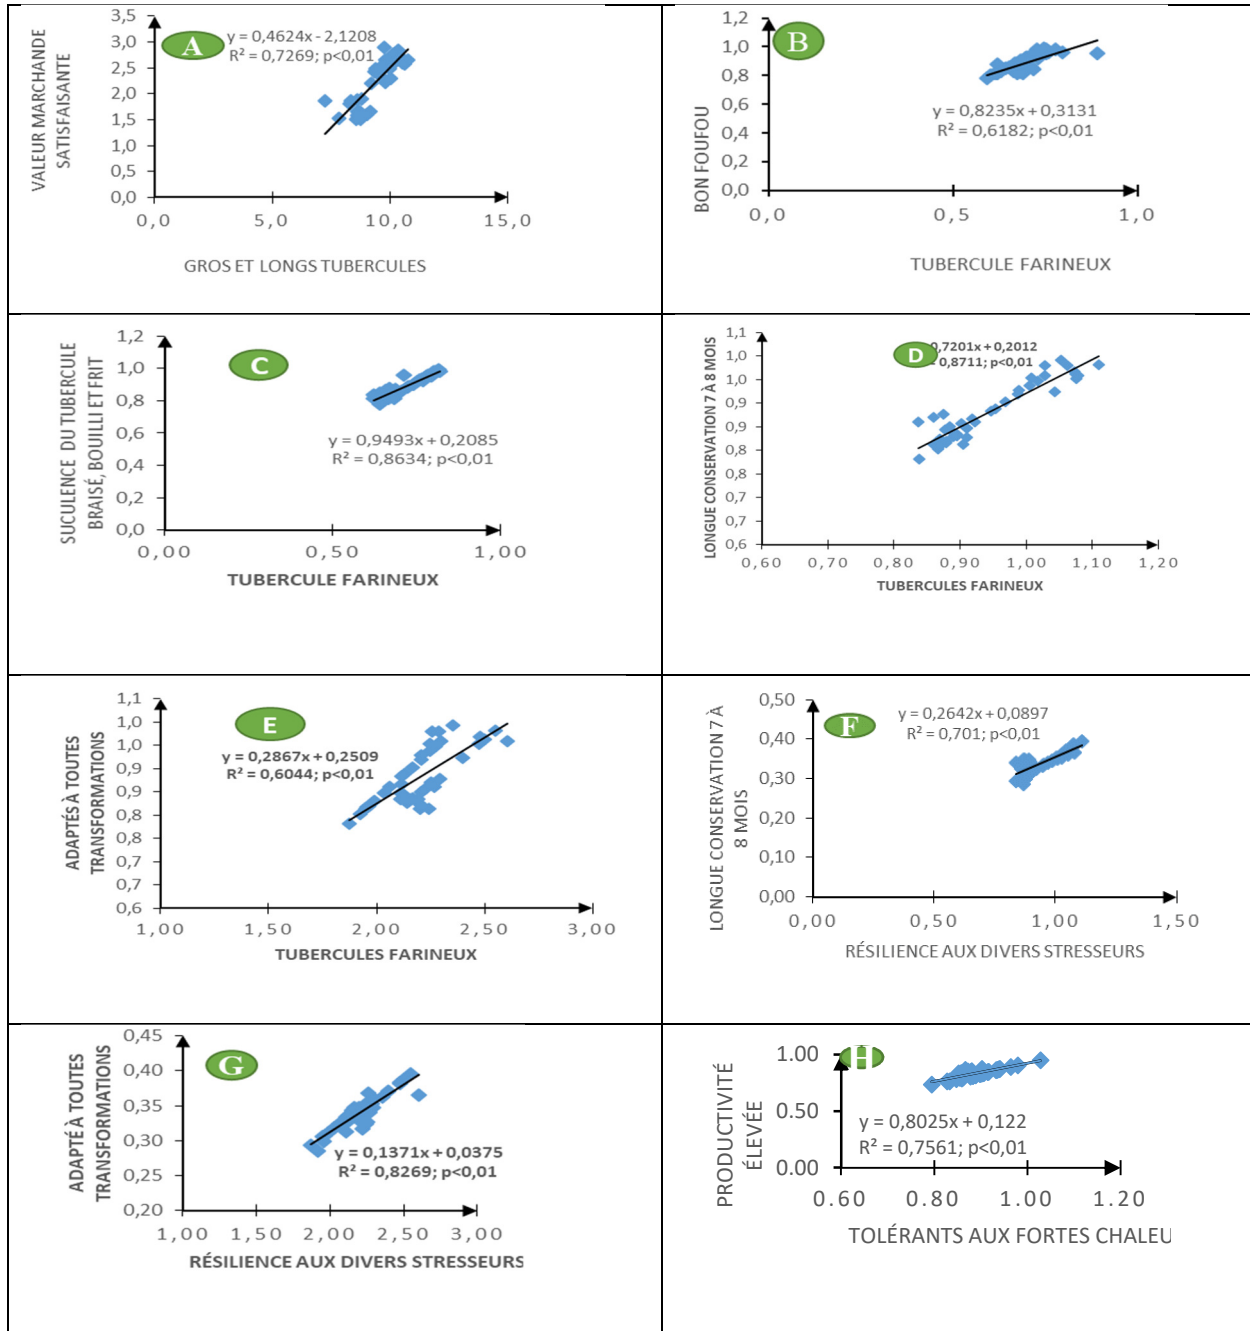 A
VALEUR MARCHANDE
SATISFAISANTE
3,5
3,0
2,5
2,0
1,5
1,0
0,5
0,0
y = 0,4624x - 2,1208
R² = 0,7269; p<0,01
0,0 5,0 10,0 15,0
GROS ET LONGS TUBERCULES
B
BON FOUFOU
1,2
1,0
0,8
0,6
0,4
0,2
0,0
y = 0,8235x + 0,3131
R² = 0,6182; p<0,01
0,0 0,5 1,0
TUBERCULE FARINEUX
C
SUCULENCE DU TUBERCULE
BRAISÉ, BOUILLI ET FRIT
1,2
1,0
0,8
0,6
0,4
0,2
0,0
y = 0,9493x + 0,2085
R² = 0,8634; p<0,01
0,00 0,50 1,00
TUBERCULE FARINEUX
D
LONGUE CONSERVATION 7 À 8 MOIS
1,1
1,0
1,0
0,9
0,9
0,8
0,8
0,7
0,7
0,6
0,7201x + 0,2012
0,8711; p<0,01
0,60 0,70 0,80 0,90 1,00 1,10 1,20
TUBERCULES FARINEUX
E
ADAPTÉS À TOUTES
TRANSFORMATIONS
1,1
1,0
1,0
0,9
0,9
0,8
0,8
0,7
0,7
0,6
y = 0,2867x + 0,2509
R² = 0,6044; p<0,01
1,00 1,50 2,00 2,50 3,00
TUBERCULES FARINEUX
F
LONGUE CONSERVATION 7 À
8 MOIS
0,50
0,40
0,30
0,20
0,10
0,00
y = 0,2642x + 0,0897
R² = 0,701; p<0,01
0,00 0,50 1,00 1,50
RÉSILIENCE AUX DIVERS STRESSEURS
G
ADAPTÉ À TOUTES
TRANSFORMATIONS
0,45
0,40
0,35
0,30
0,25
0,20
y = 0,1371x + 0,0375
R² = 0,8269; p<0,01
1,00 1,50 2,00 2,50 3,00
RÉSILIENCE AUX DIVERS STRESSEURS
H
PRODUCTIVITÉ
ÉLEVÉE
1.00
0.50
0.00
y = 0,8025x + 0,122
R² = 0,7561; p<0,01
0.60 0.80 1.00 1.20
TOLÉRANTS AUX FORTES CHALEU